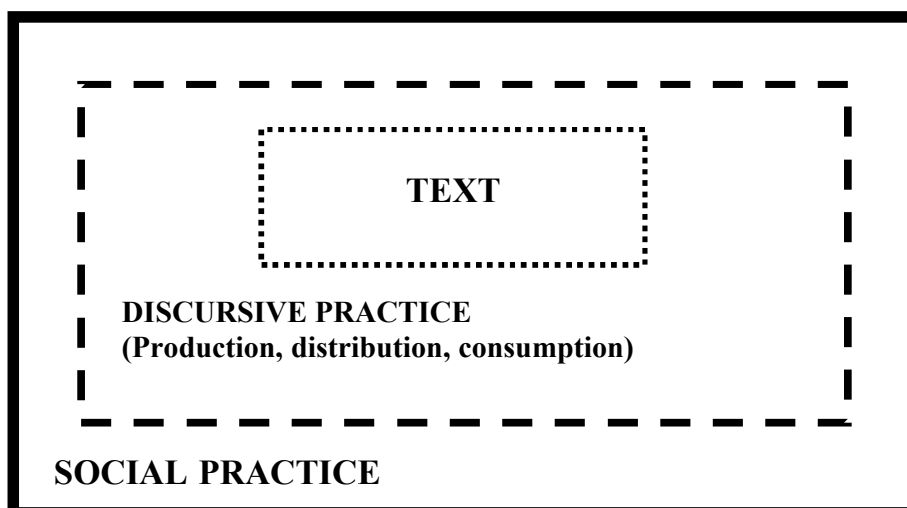 TEXT
DISCURSIVE PRACTICE
(Production, distribution, consumption)
SOCIAL PRACTICE